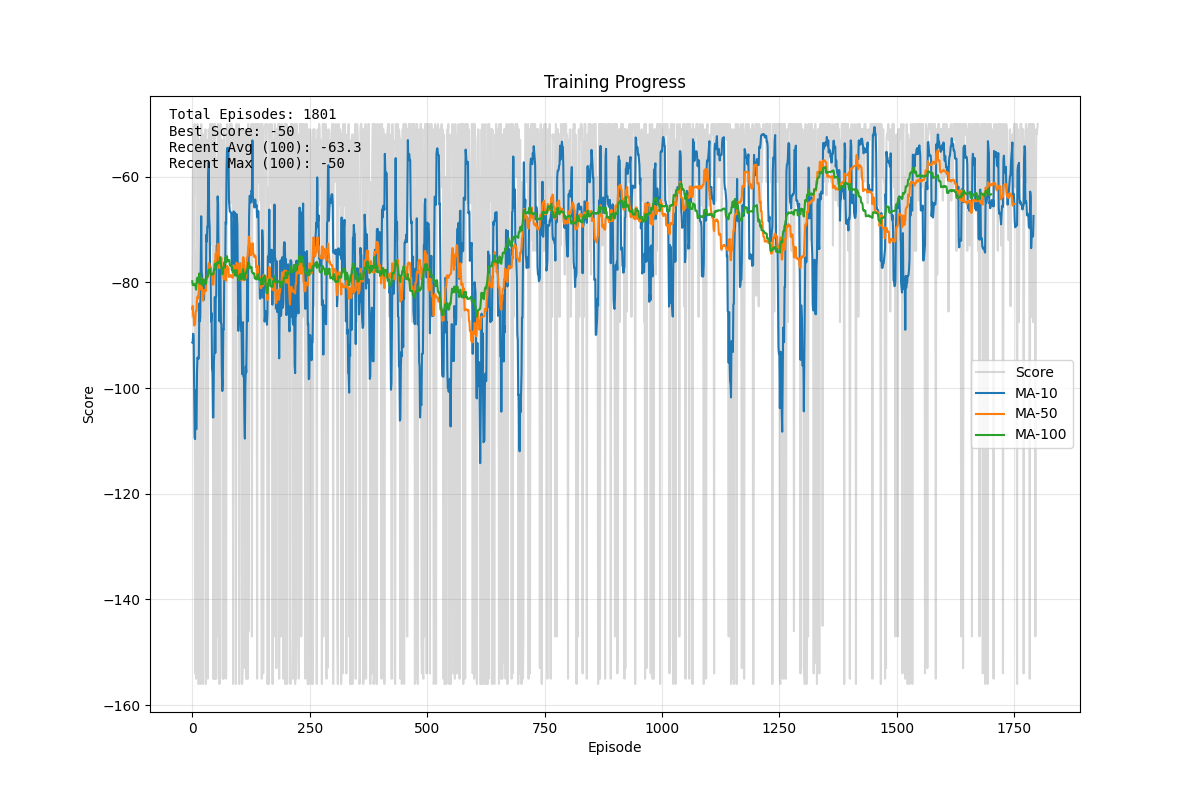 Training Progress
Total Episodes: 1801
Best Score: -50
Recent Avg (100): -63.3
Recent Max (100): -50
−60
−80
−100
−120
−140
−160
Score
Score
MA-10
MA-50
MA-100
0
250
500
750
1000
1250
1500
1750
Episode